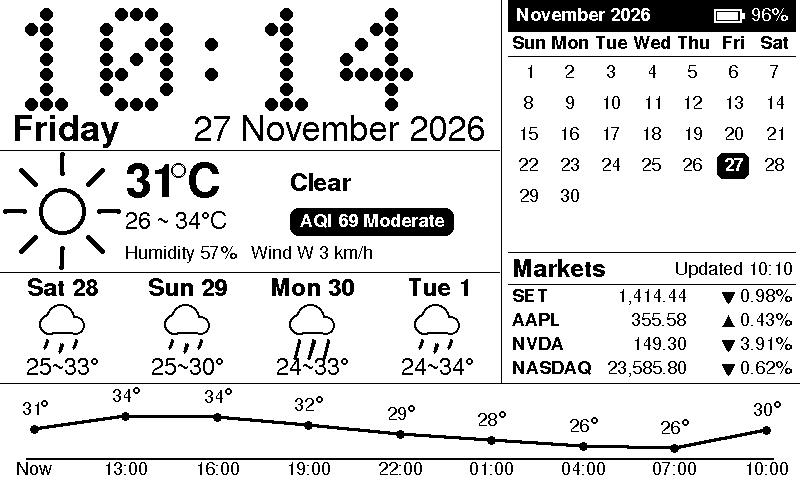 10:14
Friday 27 November 2026
31°C
Clear
26 ~ 34°C
AQI 69 Moderate
Humidity 57% Wind W 3 km/h
Sat 28 Sun 29 Mon 30 Tue 1
25~33° 25~30° 24~33° 24~34°
November 2026 96%
Sun Mon Tue Wed Thu Fri Sat
1 2 3 4 5 6 7
8 9 10 11 12 13 14
15 16 17 18 19 20 21
22 23 24 25 26 27 28
29 30
Markets Updated 10:10
SET 1,414.44 ▼ 0.98%
AAPL 355.58 ▲ 0.43%
NVDA 149.30 ▼ 3.91%
NASDAQ 23,585.80 ▼ 0.62%
31° 34° 34° 32° 29° 28° 26° 26° 30°
Now 13:00 16:00 19:00 22:00 01:00 04:00 07:00 10:00